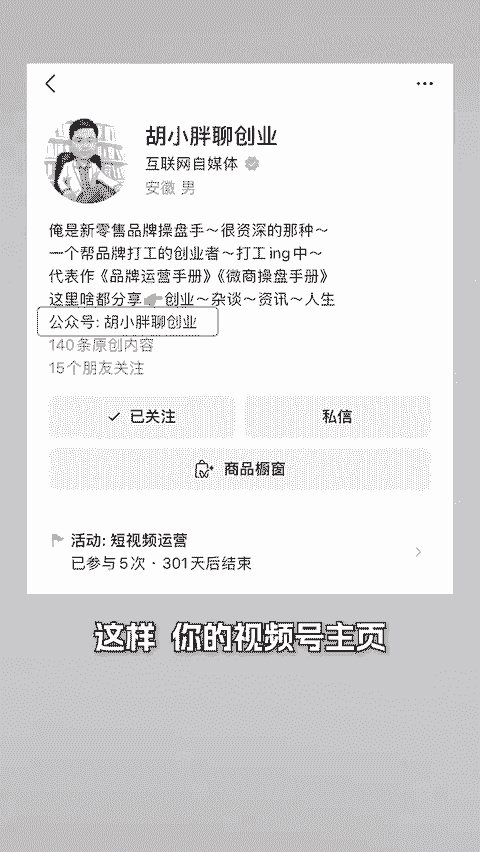 胡小胖聊创业
互联网自媒体
安徽 男
俺是新零售品牌操盘手～很资深的那种～
一个帮品牌打工的创业者～打工ing中～
代表作《品牌运营手册》《微商操盘手册》
这里啥都分享👉创业～杂谈～资讯～人生
公众号: 胡小胖聊创业
140条原创内容
15个朋友关注
已关注
私信
商品橱窗
活动: 短视频运营
已参与5次 · 301天后结束
这样 你的视频号主页